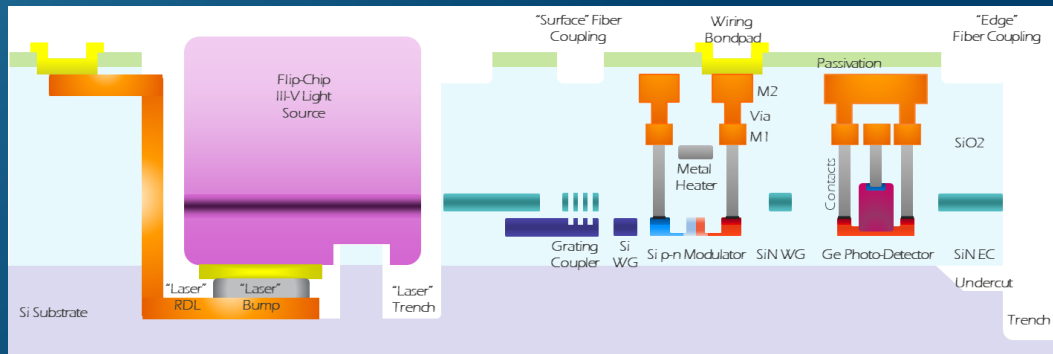 "Surface" Fiber
Coupling
Wiring
Bondpad
"Edge"
Fiber Coupling
Flip-Chip
III-V Light
Source
Passivation
M2
Via
M1
SiO2
Metal
Heater
Contacts
Grating
Coupler
Si
WG
Si p-n Modulator
SiN WG
Ge Photo-Detector
SiN EC
"Laser"
RDL
"Laser"
Bump
"Laser"
Trench
Undercut
Si Substrate
Trench